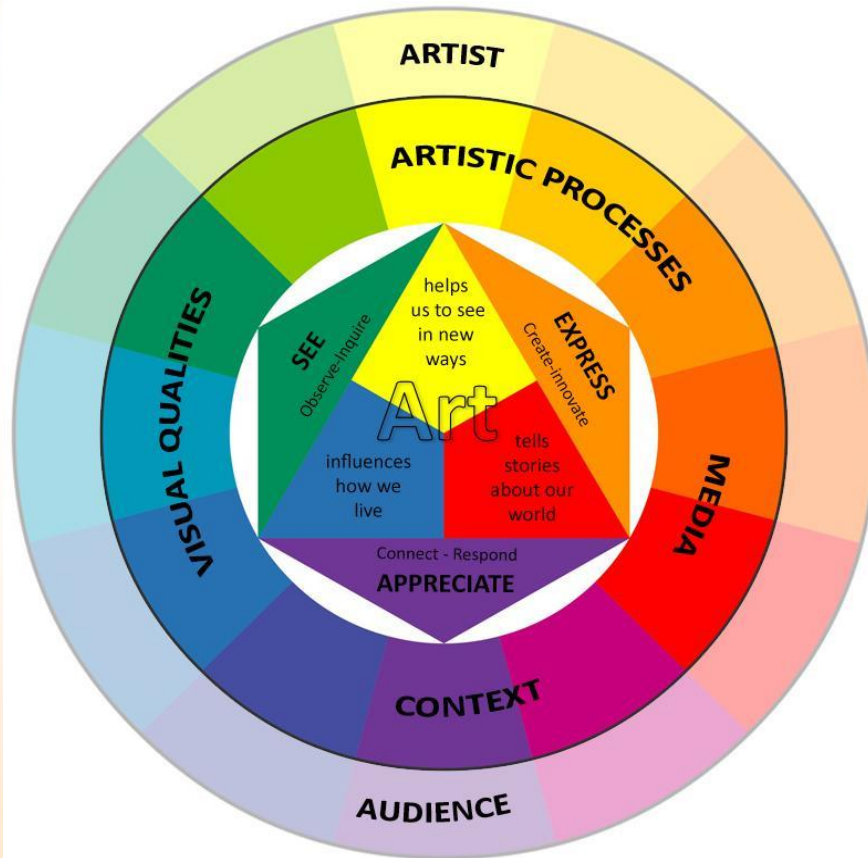 ARTIST
ARTISTIC PROCESSES
helps
us to see
in new
ways
SEE
Observe-Inquire
EXPRESS
Create-innovate
Art
VISUAL QUALITIES
influences
how we
live
tells
stories
about our
world
MEDIA
Connect - Respond
APPRECIATE
CONTEXT
AUDIENCE